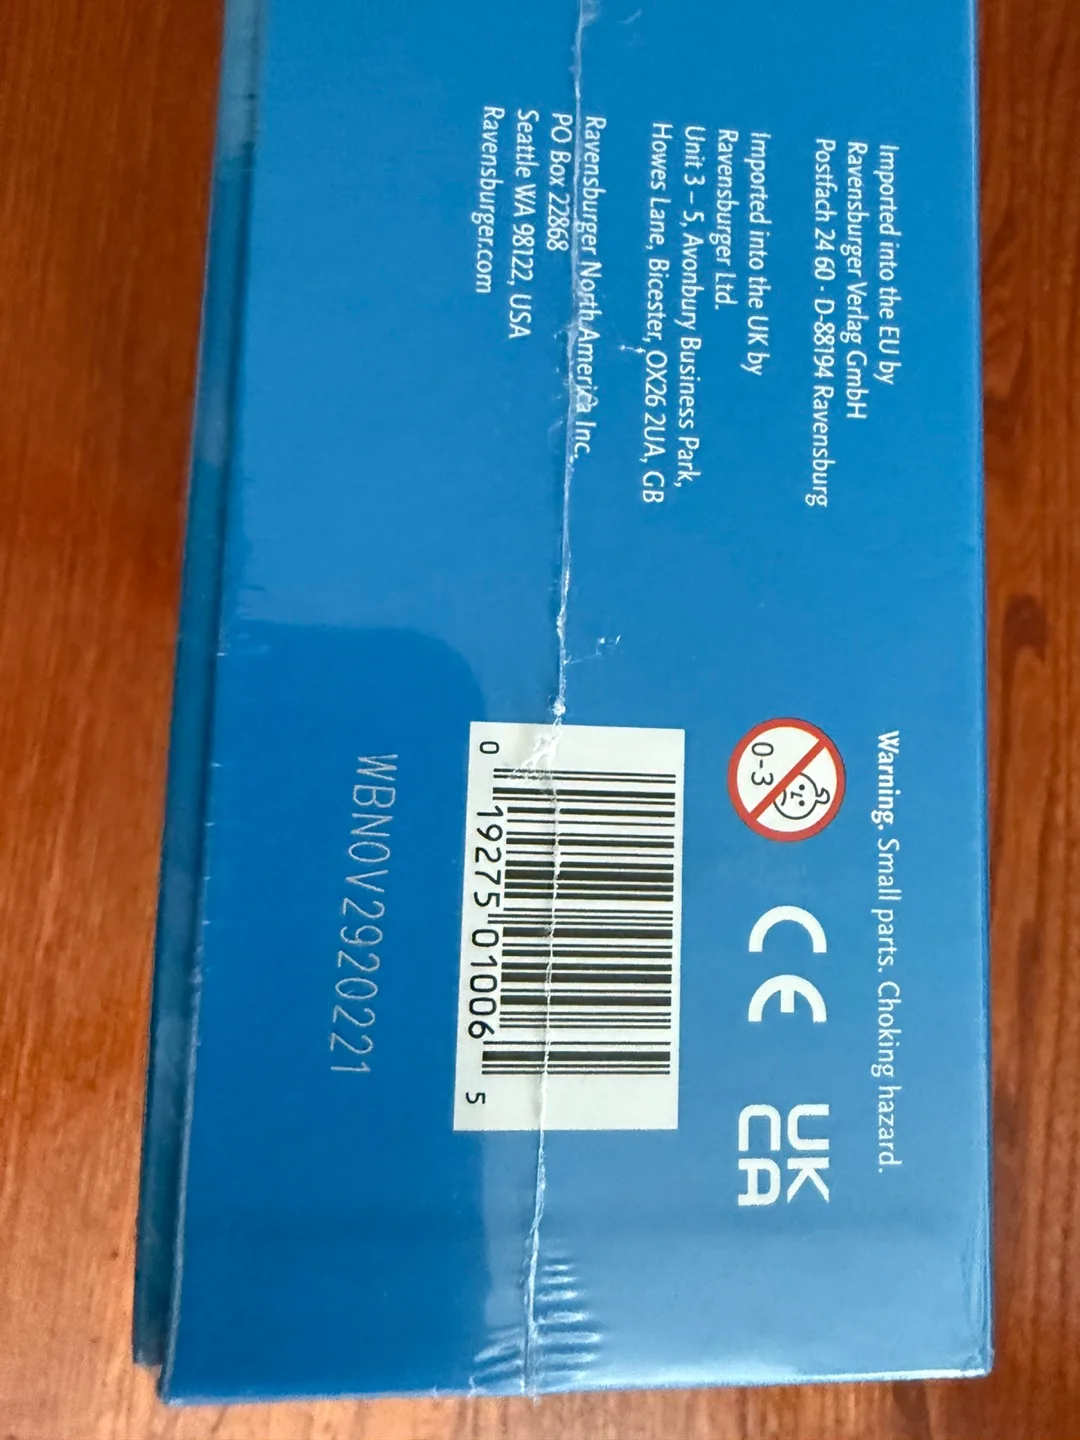 Imported into the EU by
Ravensburger Verlag GmbH
Postfach 24 60 · D-88194 Ravensburg
Imported into the UK by
Ravensburger Ltd.
Unit 3 – 5, Avonbury Business Park,
Howes Lane, Bicester, OX26 2UA, GB
Ravensburger North America Inc.
PO Box 22868
Seattle WA 98122, USA
Ravensburger.com
Warning. Small parts. Choking hazard.
0-3
CE
UK
CA
0 19275 01006 5
WBNOV2920221